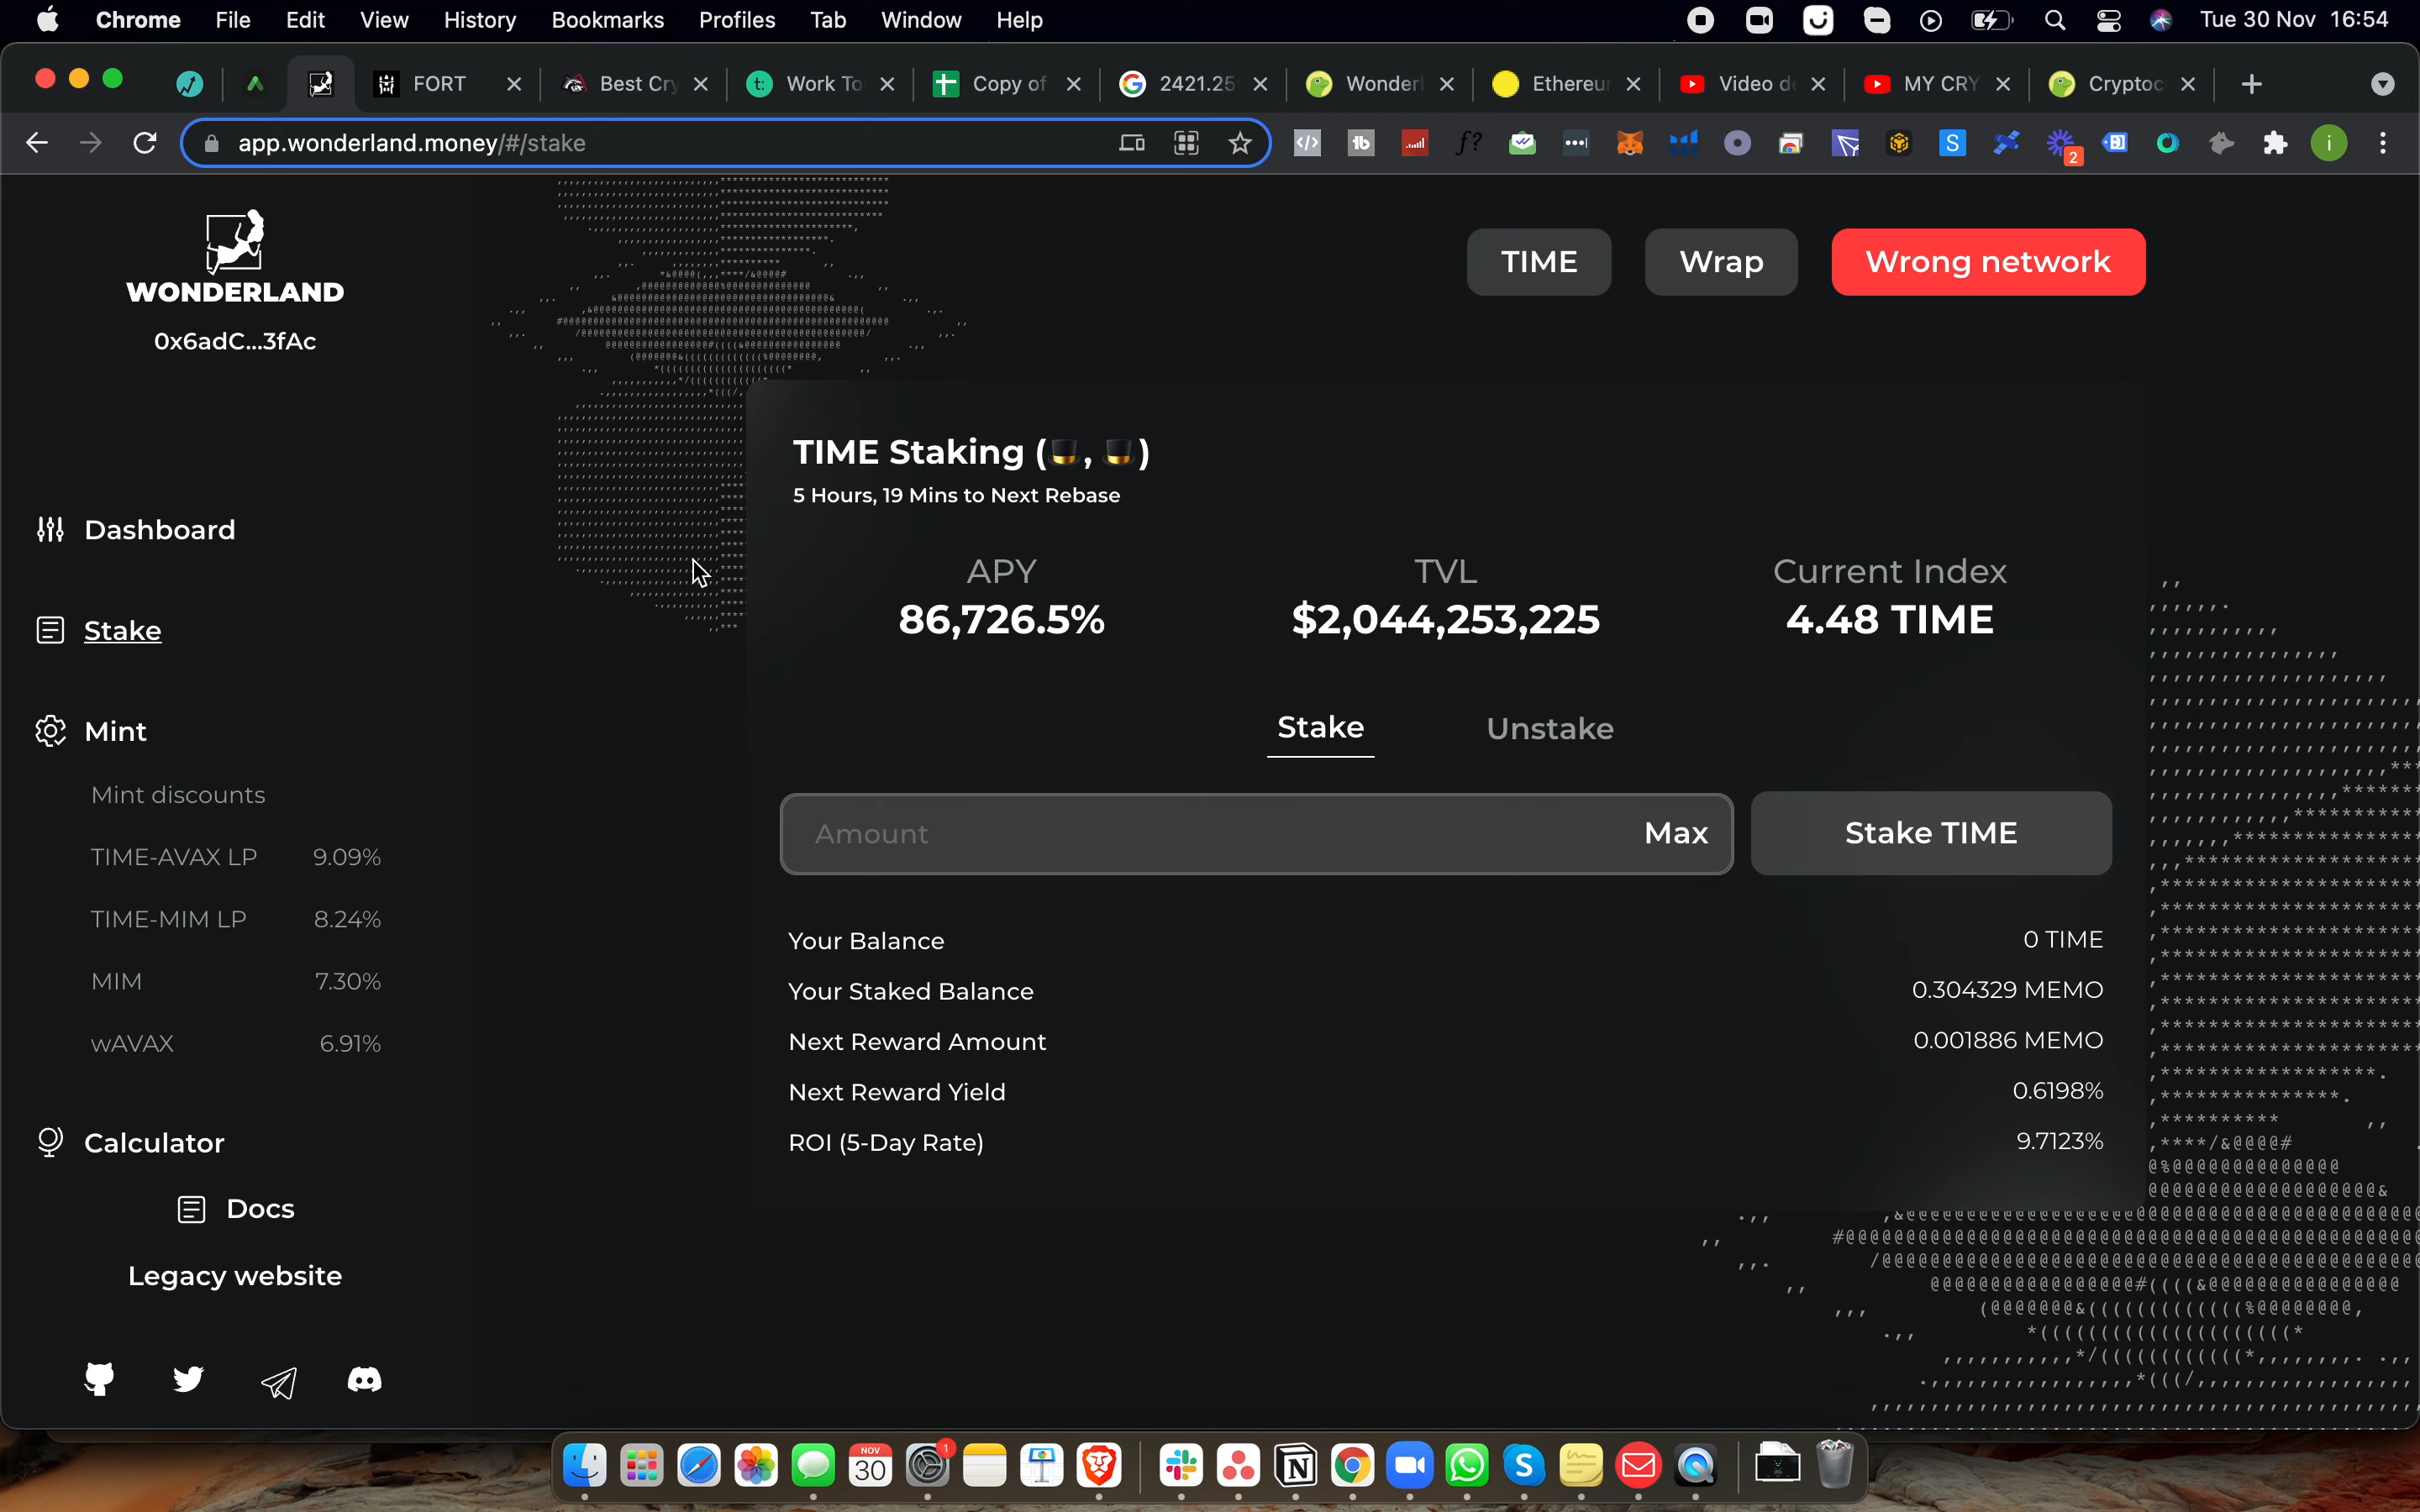 Chrome File Edit View History Bookmarks Profiles Tab Window Help Tue 30 Nov 16:54
FORT Best Cry Work To Copy of 2421.25 Wonderl Ethereu Video de MY CRY Cryptoc
app.wonderland.money/#/stake
WONDERLAND
0x6adC...3fAc
Dashboard
Stake
Mint
Mint discounts
TIME-AVAX LP 9.09%
TIME-MIM LP 8.24%
MIM 7.30%
wAVAX 6.91%
Calculator
Docs
Legacy website
TIME Wrap Wrong network
TIME Staking (🎩, 🎩)
5 Hours, 19 Mins to Next Rebase
APY TVL Current Index
86,726.5% $2,044,253,225 4.48 TIME
Stake Unstake
Amount Max Stake TIME
Your Balance 0 TIME
Your Staked Balance 0.304329 MEMO
Next Reward Amount 0.001886 MEMO
Next Reward Yield 0.6198%
ROI (5-Day Rate) 9.7123%
NOV
30
1
2